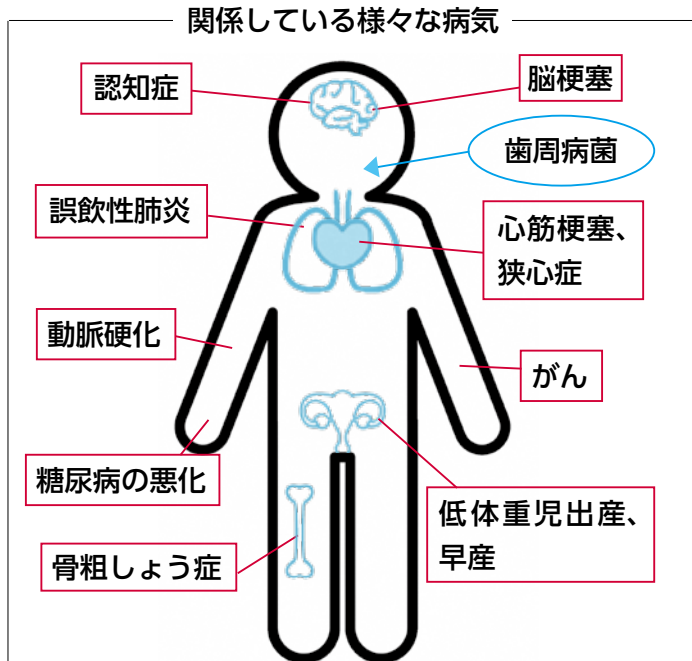 関係している様々な病気
認知症
脳梗塞
歯周病菌
誤飲性肺炎
心筋梗塞、
狭心症
動脈硬化
がん
糖尿病の悪化
低体重児出産、
早産
骨粗しょう症